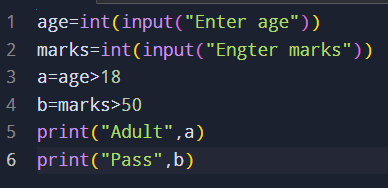 1 age=int(input("Enter age"))
2 marks=int(input("Engter marks"))
3 a=age>18
4 b=marks>50
5 print("Adult",a)
6 print("Pass",b)